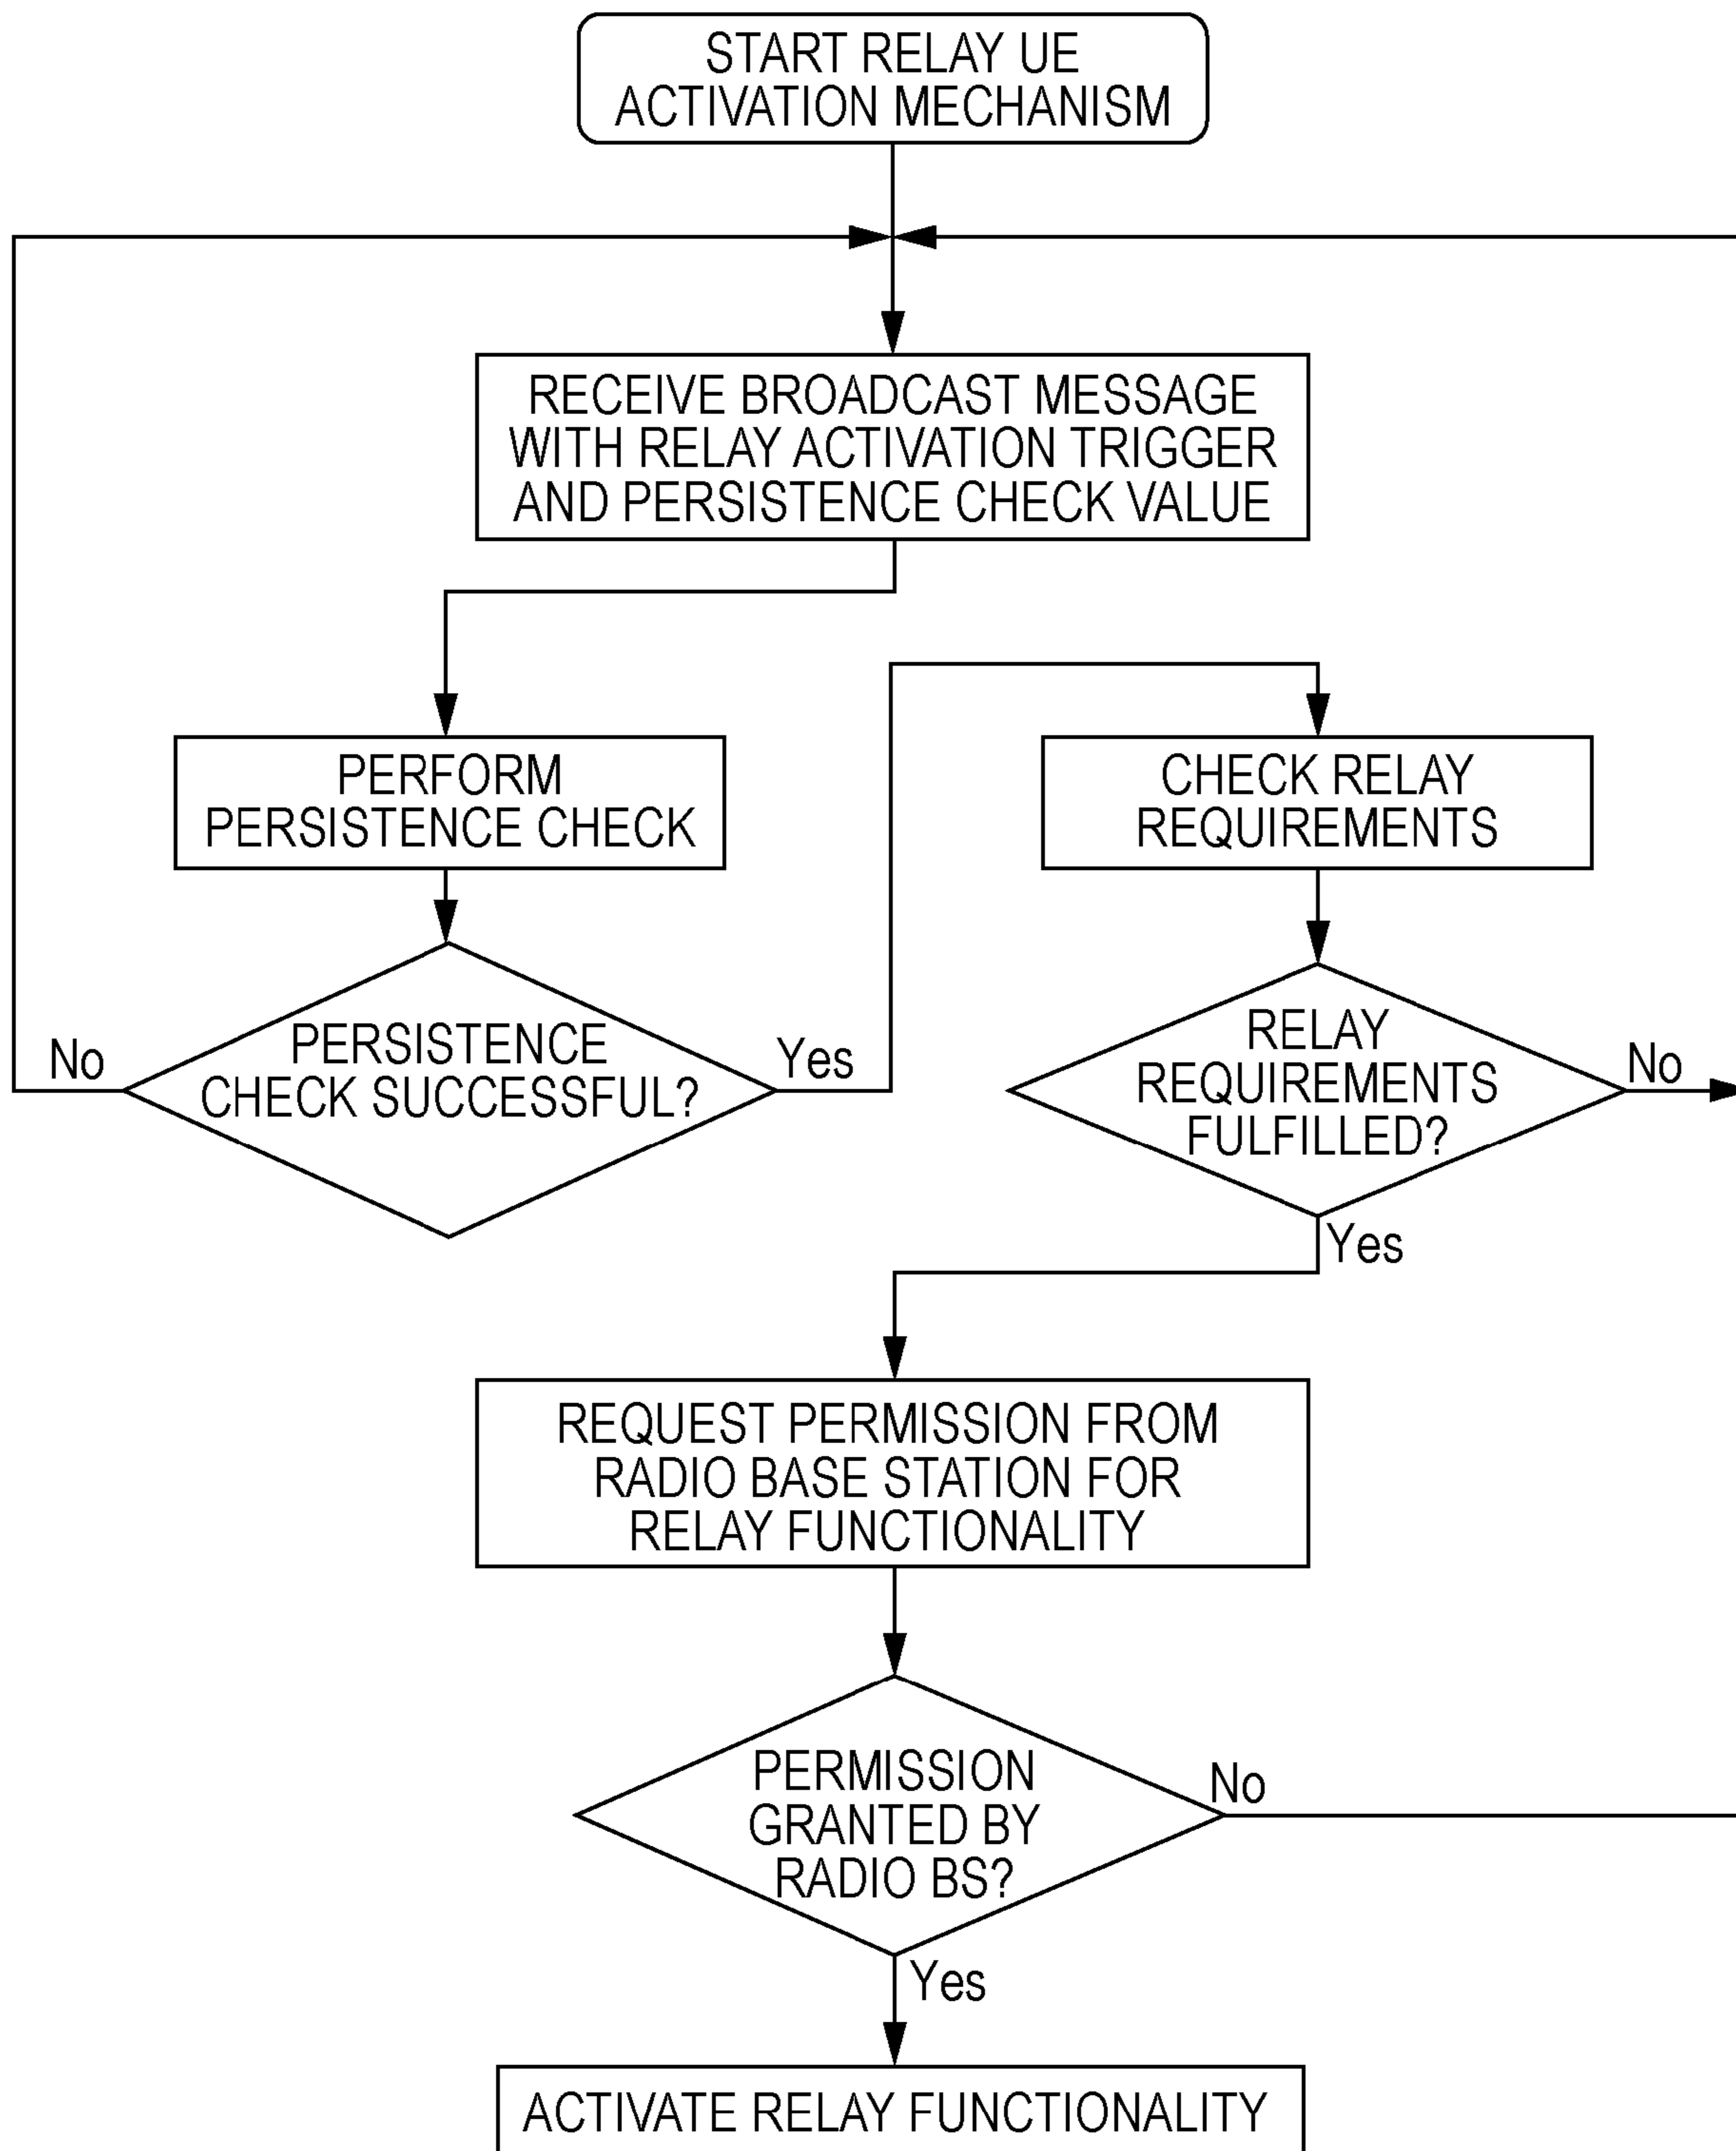 START RELAY UE
ACTIVATION MECHANISM
RECEIVE BROADCAST MESSAGE
WITH RELAY ACTIVATION TRIGGER
AND PERSISTENCE CHECK VALUE
PERFORM
PERSISTENCE CHECK
CHECK RELAY
REQUIREMENTS
No
PERSISTENCE
CHECK SUCCESSFUL?
Yes
RELAY
REQUIREMENTS
FULFILLED?
No
Yes
REQUEST PERMISSION FROM
RADIO BASE STATION FOR
RELAY FUNCTIONALITY
PERMISSION
GRANTED BY
RADIO BS?
No
Yes
ACTIVATE RELAY FUNCTIONALITY